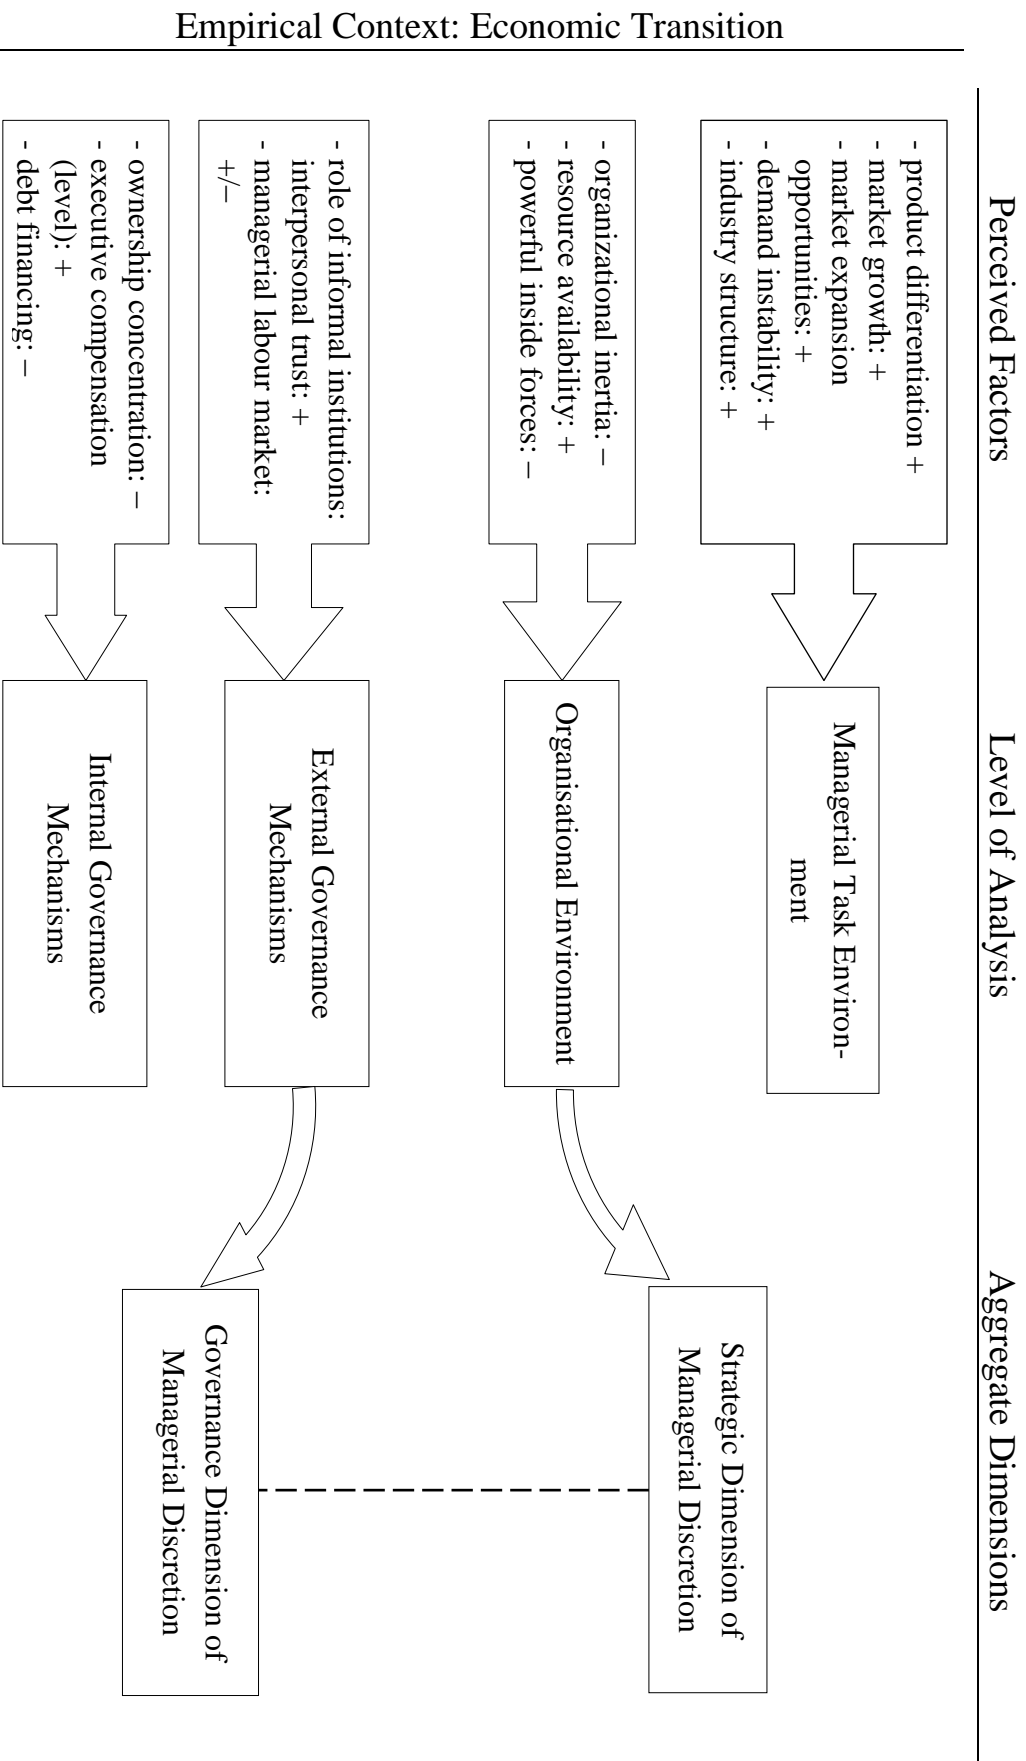 Empirical Context: Economic Transition
Perceived Factors
Level of Analysis
Aggregate Dimensions
- product differentiation +
- market growth: +
- market expansion
opportunities: +
- demand instability: +
- industry structure: +
Managerial Task Environ-
ment
- organizational inertia: –
- resource availability: +
- powerful inside forces: –
Organisational Environment
Strategic Dimension of
Managerial Discretion
- role of informal institutions:
interpersonal trust: +
- managerial labour market:
+/–
External Governance
Mechanisms
Governance Dimension of
Managerial Discretion
- ownership concentration: –
- executive compensation
(level): +
- debt financing: –
Internal Governance
Mechanisms